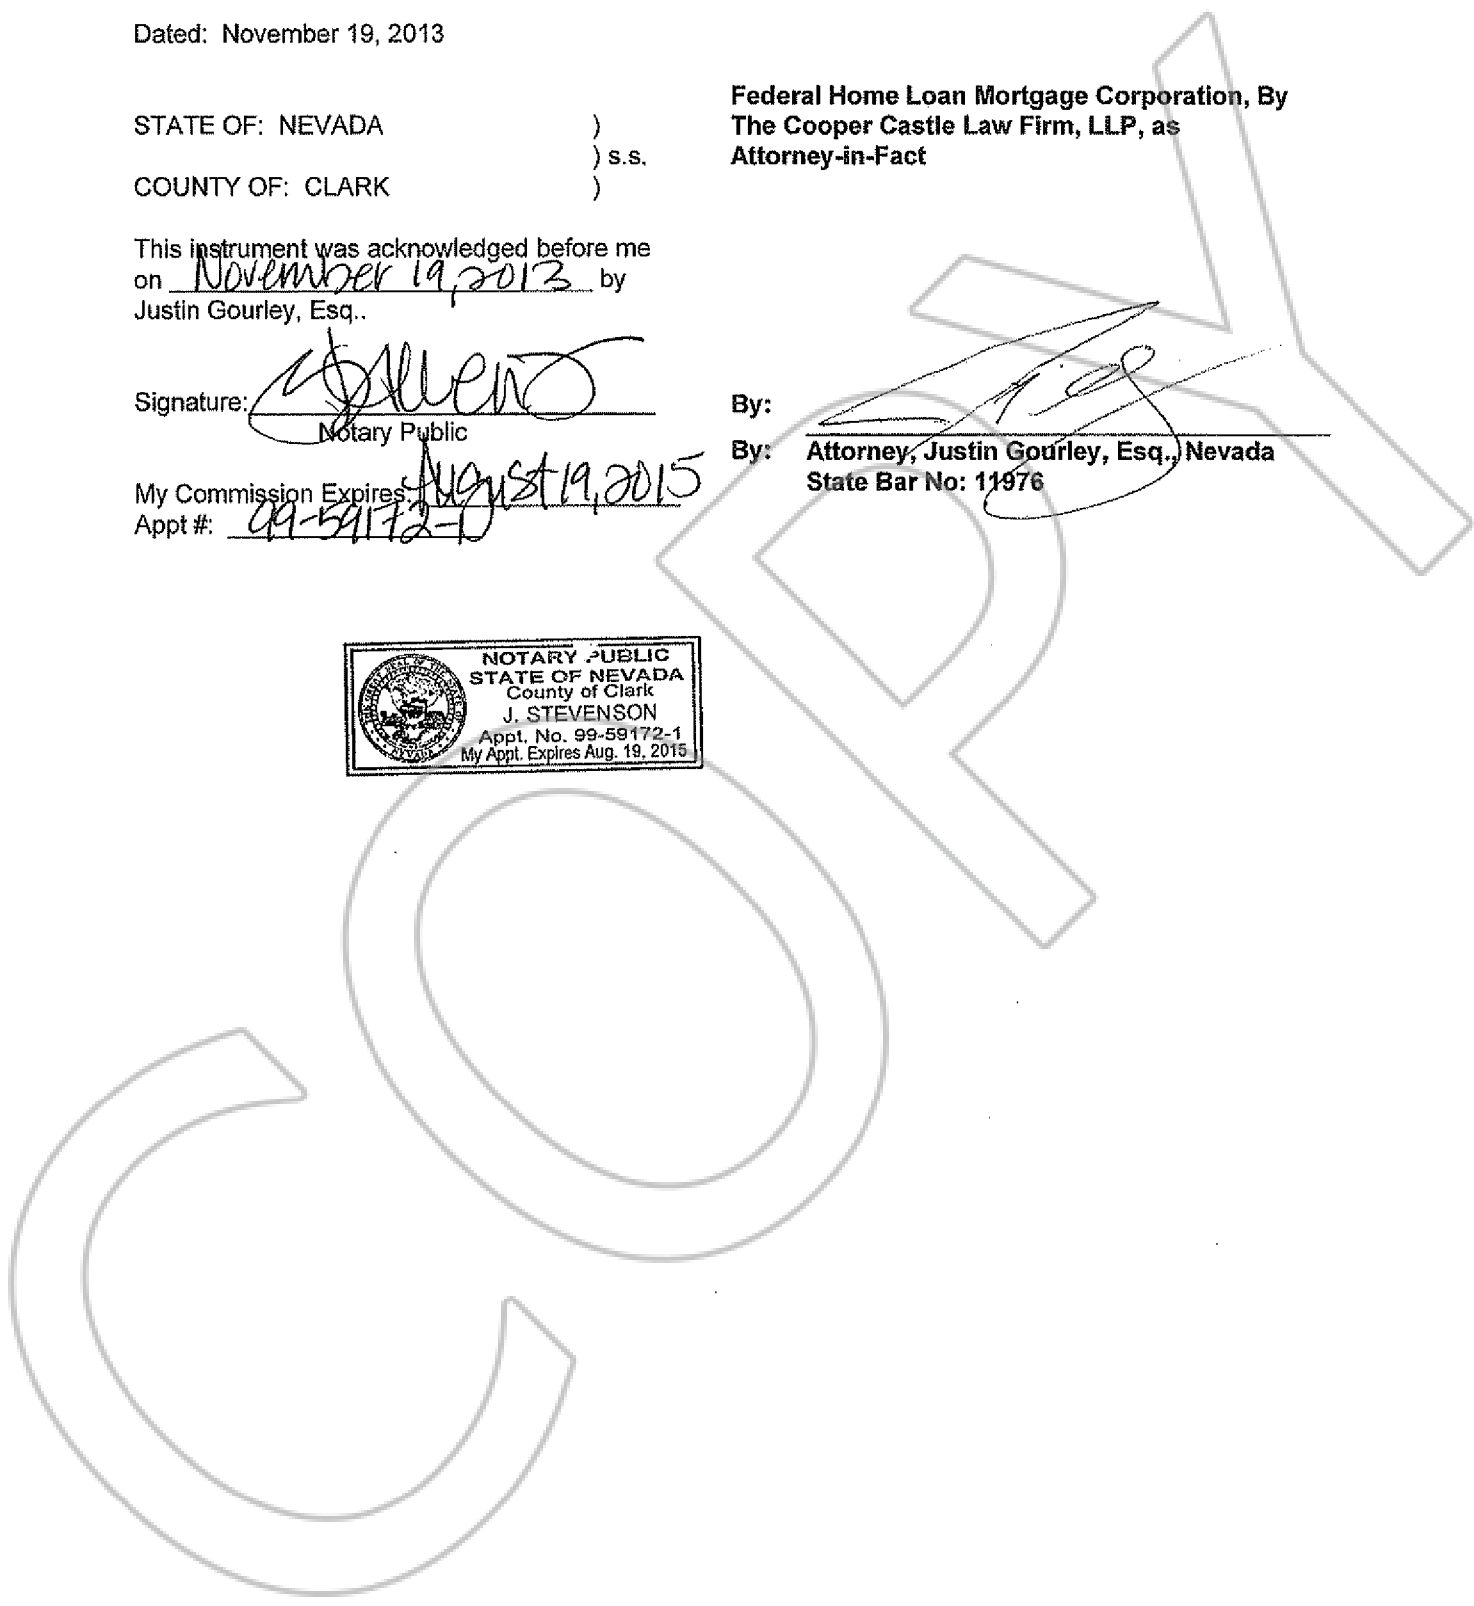 Dated: November 19, 2013
STATE OF: NEVADA )
) s.s.
COUNTY OF: CLARK )
This instrument was acknowledged before me
on November 19, 2013 by
Justin Gourley, Esq..
Signature:
Notary Public
My Commission Expires: August 19, 2015
Appt #: 99-59172-1
Federal Home Loan Mortgage Corporation, By
The Cooper Castle Law Firm, LLP, as
Attorney-in-Fact
By:
By: Attorney, Justin Gourley, Esq., Nevada
State Bar No: 11976
NOTARY PUBLIC
STATE OF NEVADA
County of Clark
J. STEVENSON
Appt. No. 99-59172-1
My Appt. Expires Aug. 19, 2015
COPY